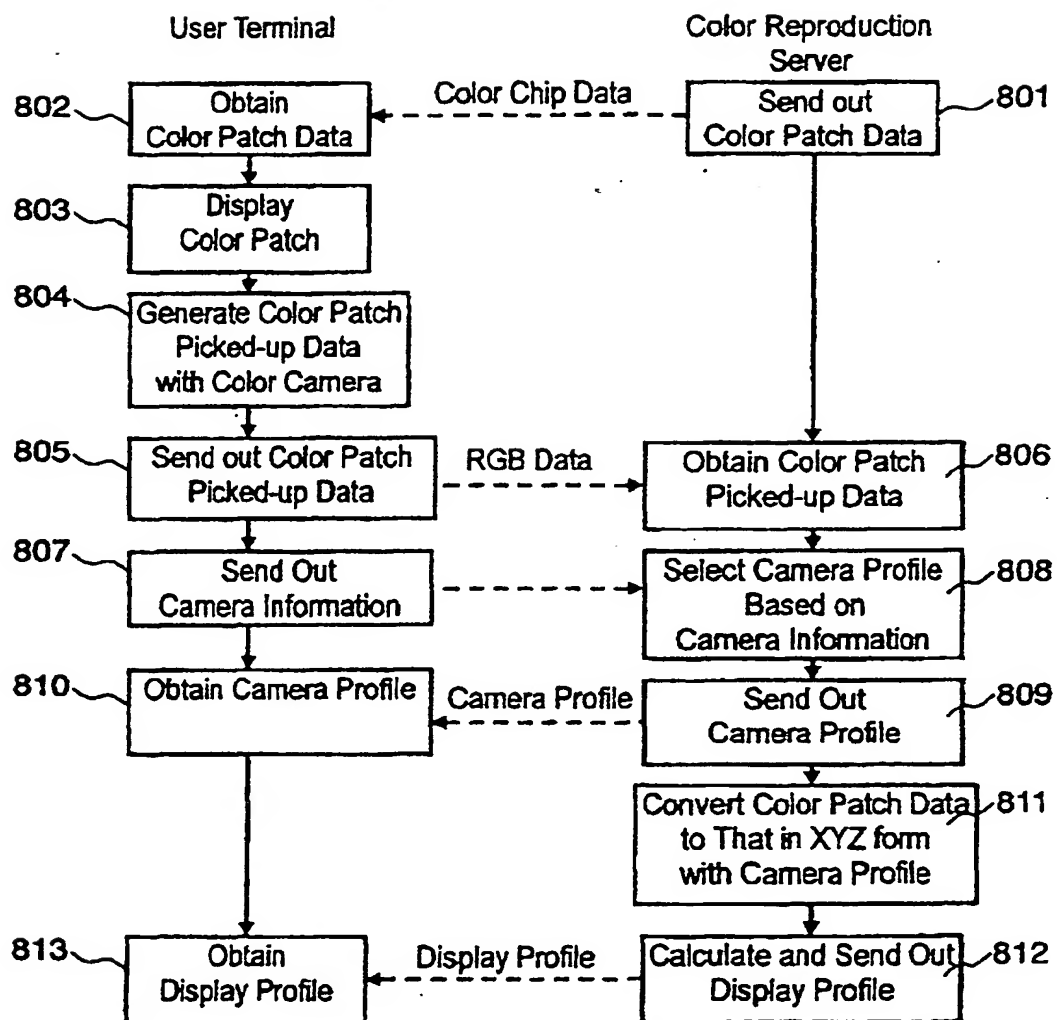 User Terminal
Color Reproduction
Server
802
Obtain
Color Patch Data
Color Chip Data
Send out
Color Patch Data
801
803
Display
Color Patch
804
Generate Color Patch
Picked-up Data
with Color Camera
805
Send out Color Patch
Picked-up Data
RGB Data
Obtain Color Patch
Picked-up Data
806
807
Send Out
Camera Information
Select Camera Profile
Based on
Camera Information
808
810
Obtain Camera Profile
Camera Profile
Send Out
Camera Profile
809
Convert Color Patch Data
to That in XYZ form
with Camera Profile
811
813
Obtain
Display Profile
Display Profile
Calculate and Send Out
Display Profile
812